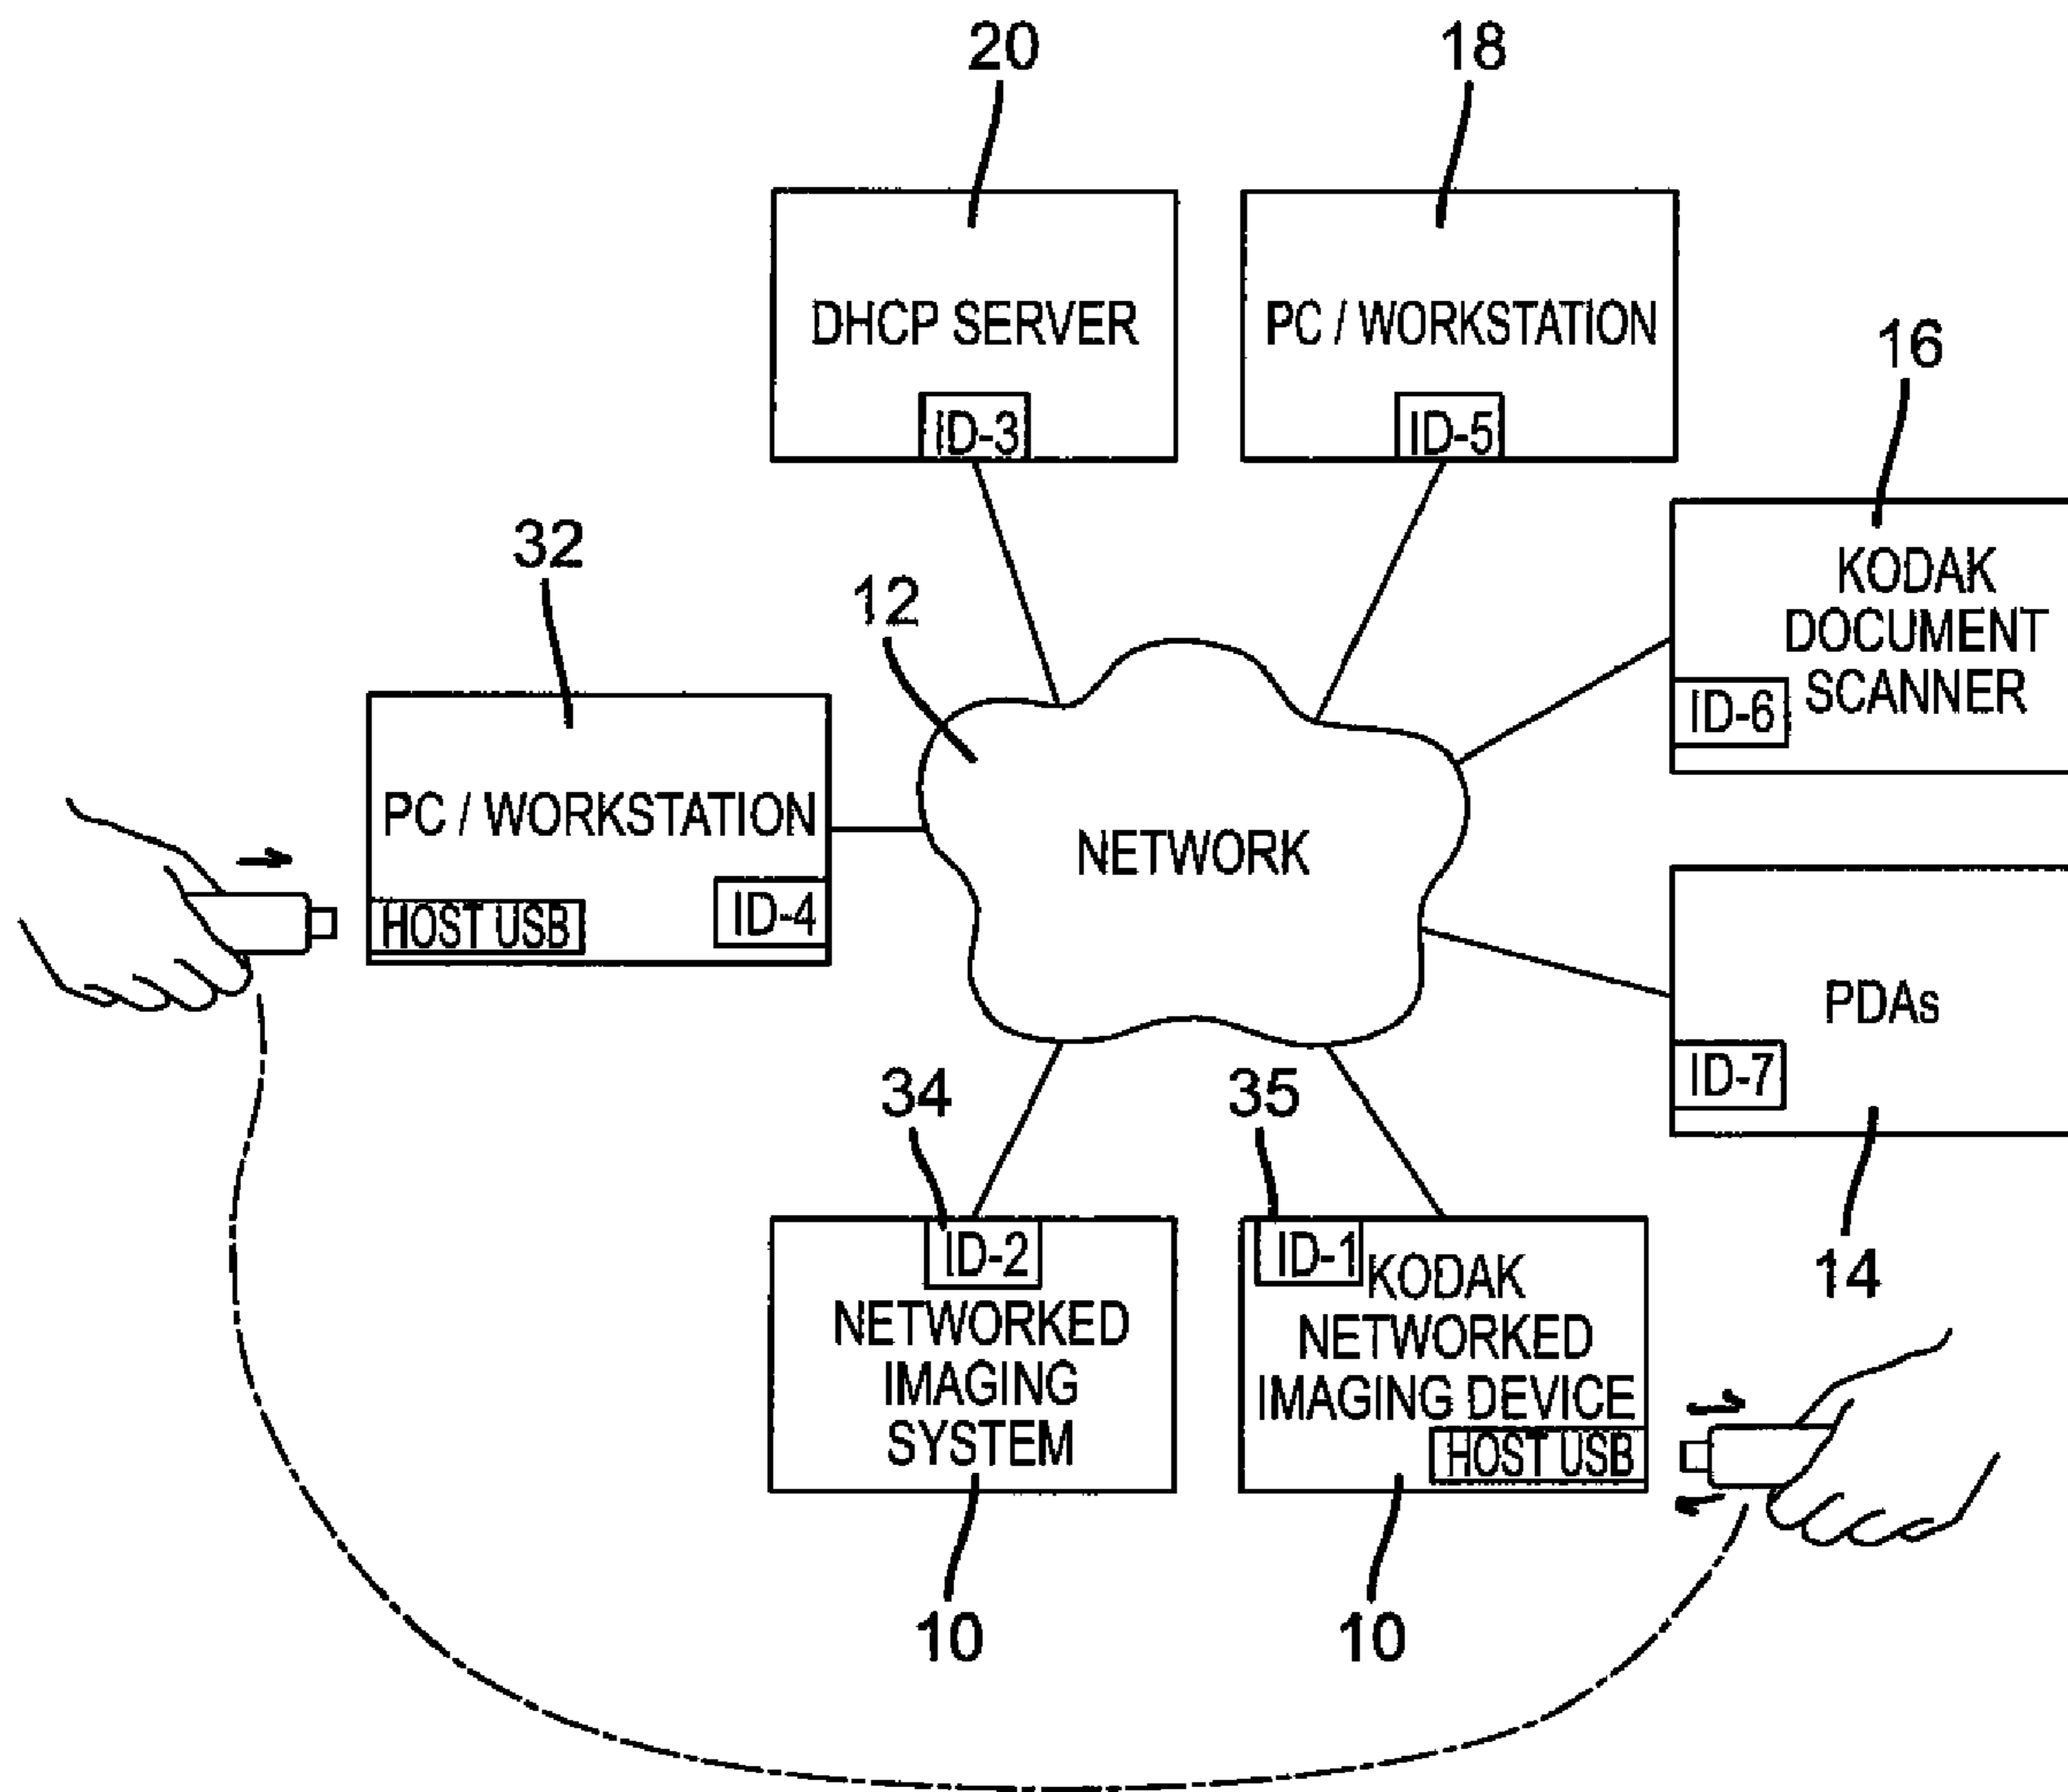 20
18
DHCP SERVER
ID-3
PC / WORKSTATION
ID-5
16
KODAK
DOCUMENT
SCANNER
ID-6
32
12
PC / WORKSTATION
HOST USB
ID-4
NETWORK
PDAs
ID-7
14
34
35
ID-2
NETWORKED
IMAGING
SYSTEM
ID-1
KODAK
NETWORKED
IMAGING DEVICE
HOST USB
10
10